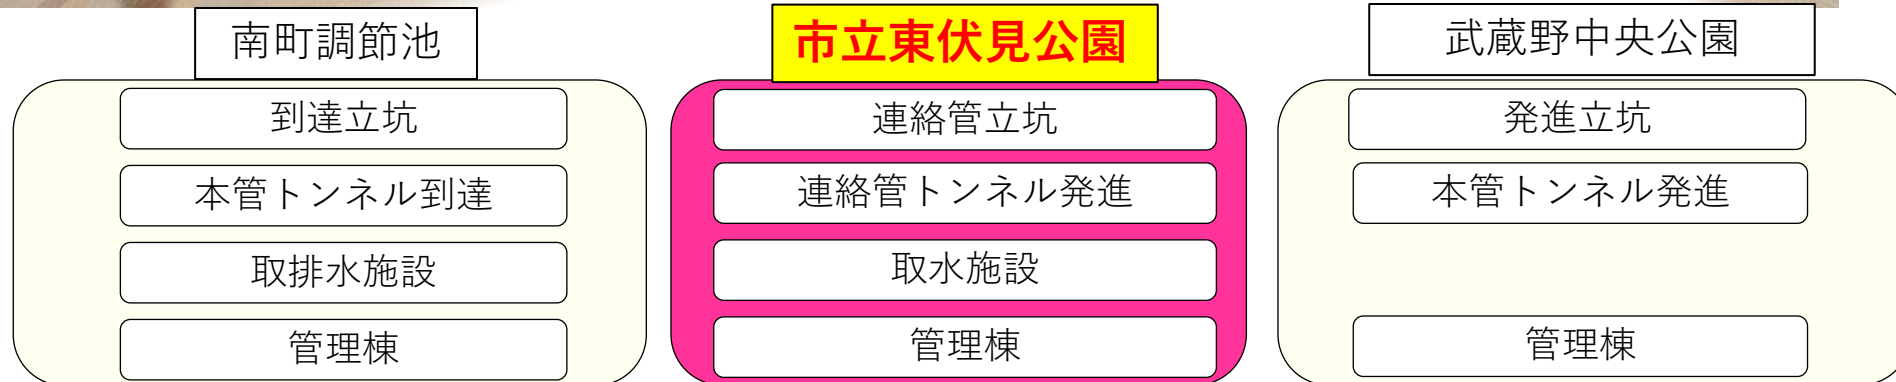 南町調節池
到達立坑
本管トンネル到達
取排水施設
管理棟
市立東伏見公園
連絡管立坑
連絡管トンネル発進
取水施設
管理棟
武蔵野中央公園
発進立坑
本管トンネル発進
管理棟